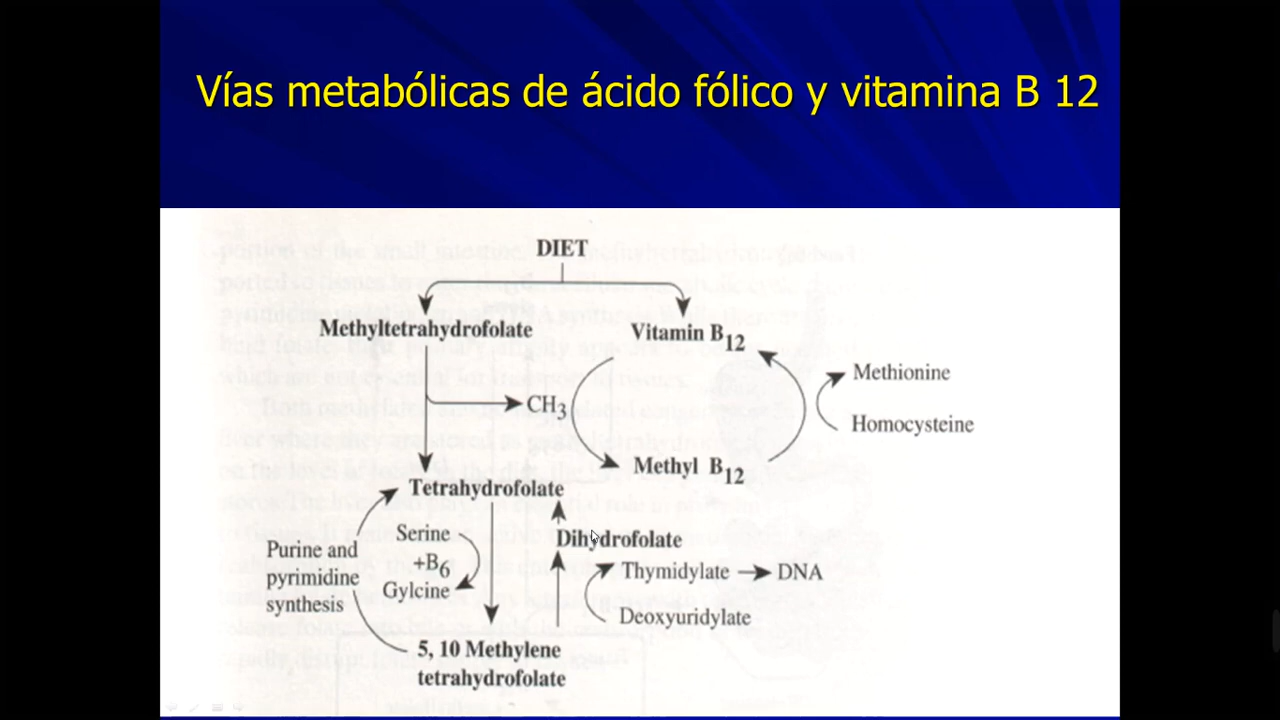 Vías metabólicas de ácido fólico y vitamina B 12
DIET
Methyltetrahydrofolate
Vitamin B12
Methionine
CH3
Homocysteine
Methyl B12
Tetrahydrofolate
Serine
+B6
Gylcine
Purine and
pyrimidine
synthesis
Dihydrofolate
Thymidylate → DNA
Deoxyuridylate
5, 10 Methylene
tetrahydrofolate